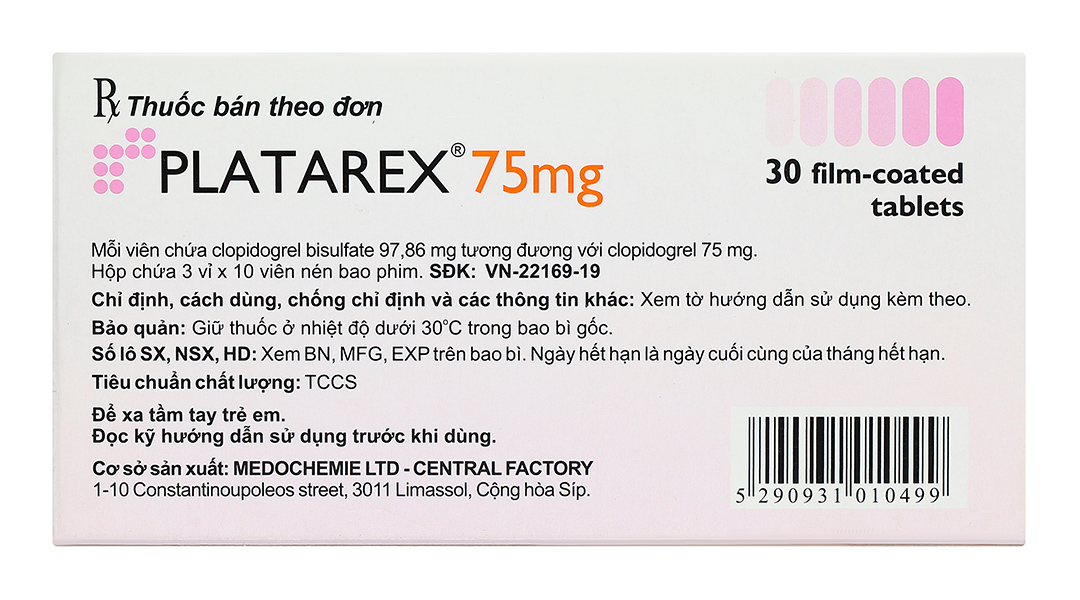 Rx Thuốc bán theo đơn
PLATAREX® 75mg
30 film-coated
tablets
Mỗi viên chứa clopidogrel bisulfate 97,86 mg tương đương với clopidogrel 75 mg.
Hộp chứa 3 vỉ x 10 viên nén bao phim. SĐK: VN-22169-19
Chỉ định, cách dùng, chống chỉ định và các thông tin khác: Xem tờ hướng dẫn sử dụng kèm theo.
Bảo quản: Giữ thuốc ở nhiệt độ dưới 30°C trong bao bì gốc.
Số lô SX, NSX, HD: Xem BN, MFG, EXP trên bao bì. Ngày hết hạn là ngày cuối cùng của tháng hết hạn.
Tiêu chuẩn chất lượng: TCCS
Để xa tầm tay trẻ em.
Đọc kỹ hướng dẫn sử dụng trước khi dùng.
Cơ sở sản xuất: MEDOCHEMIE LTD - CENTRAL FACTORY
1-10 Constantinoupoleos street, 3011 Limassol, Cộng hòa Síp.
5 290931 010499